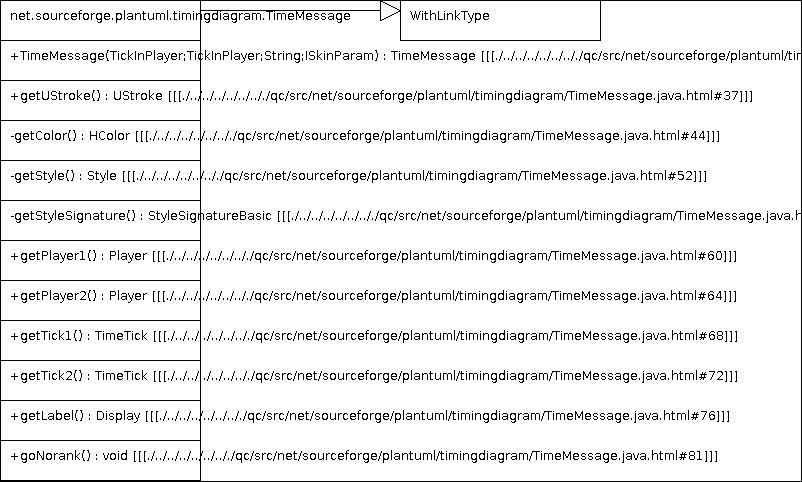 net.sourceforge.plantuml.timingdiagram.TimeMessage
WithLinkType
+TimeMessage(TickInPlayer;TickInPlayer;String;ISkinParam) : TimeMessage [[[./../../../../../../../qc/src/net/sourceforge/plantuml/tim
+getUStroke() : UStroke [[[./../../../../../../../qc/src/net/sourceforge/plantuml/timingdiagram/TimeMessage.java.html#37]]]
-getColor() : HColor [[[./../../../../../../../qc/src/net/sourceforge/plantuml/timingdiagram/TimeMessage.java.html#44]]]
-getStyle() : Style [[[./../../../../../../../qc/src/net/sourceforge/plantuml/timingdiagram/TimeMessage.java.html#52]]]
-getStyleSignature() : StyleSignatureBasic [[[./../../../../../../../qc/src/net/sourceforge/plantuml/timingdiagram/TimeMessage.java.h
+getPlayer1() : Player [[[./../../../../../../../qc/src/net/sourceforge/plantuml/timingdiagram/TimeMessage.java.html#60]]]
+getPlayer2() : Player [[[./../../../../../../../qc/src/net/sourceforge/plantuml/timingdiagram/TimeMessage.java.html#64]]]
+getTick1() : TimeTick [[[./../../../../../../../qc/src/net/sourceforge/plantuml/timingdiagram/TimeMessage.java.html#68]]]
+getTick2() : TimeTick [[[./../../../../../../../qc/src/net/sourceforge/plantuml/timingdiagram/TimeMessage.java.html#72]]]
+getLabel() : Display [[[./../../../../../../../qc/src/net/sourceforge/plantuml/timingdiagram/TimeMessage.java.html#76]]]
+goNorank() : void [[[./../../../../../../../qc/src/net/sourceforge/plantuml/timingdiagram/TimeMessage.java.html#81]]]